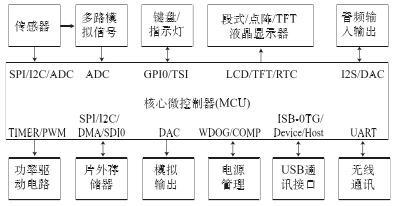 传感器
多路模
拟信号
键盘/
指示灯
段式/点阵/TFT
液晶显示器
音频输
入输出
SPI/I2C/ADC
ADC
GPI0/TSI
LCD/TFT/RTC
I2S/DAC
核心微控制器(MCU)
TIMER/PWM
SPI/I2C/
DMA/SDI0
DAC
WDOG/COMP
ISB-0TG/
Device/Host
UART
功率驱
动电路
片外存
储器
模拟
输出
电源
管理
USB通
讯接口
无线
通讯